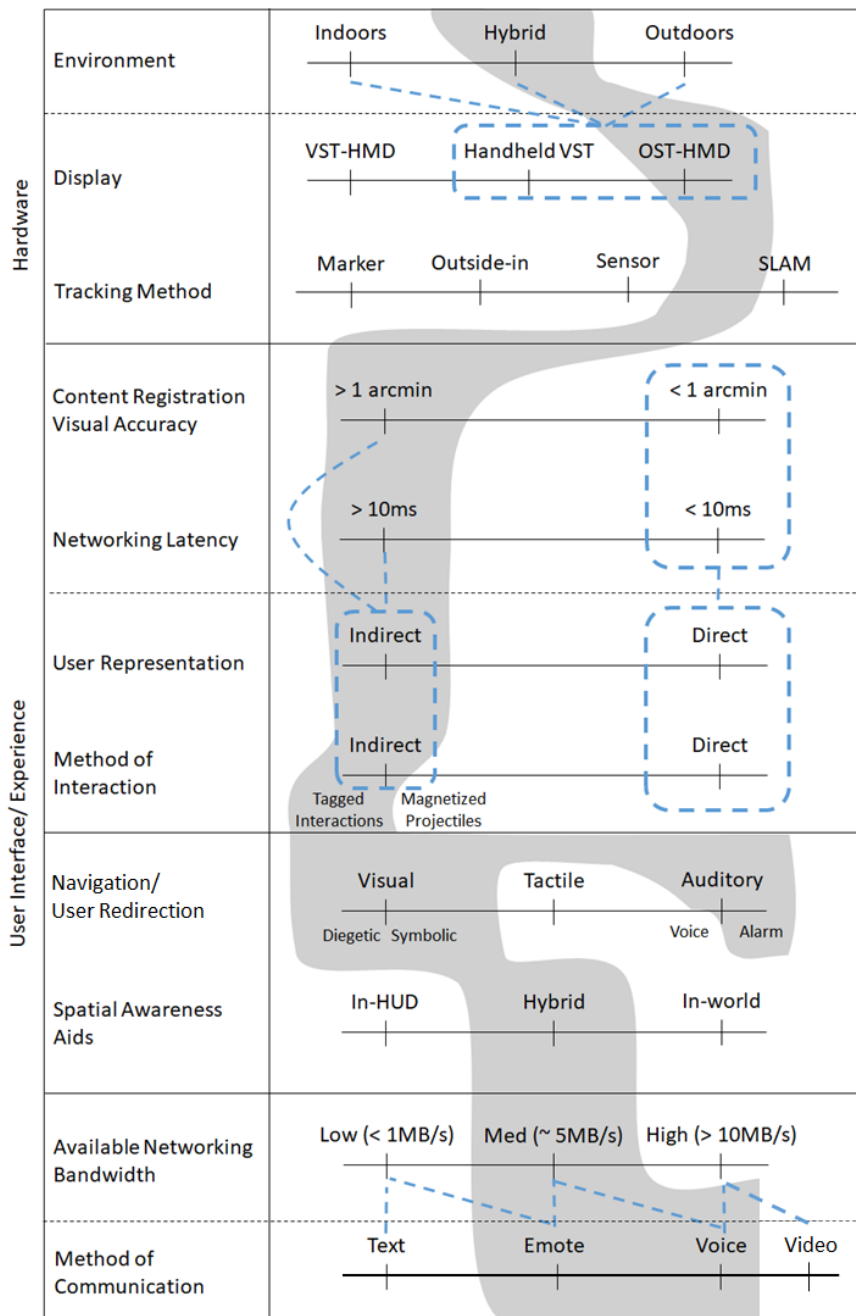 Hardware
Environment
Indoors
Hybrid
Outdoors
Display
VST-HMD
Handheld VST
OST-HMD
Tracking Method
Marker
Outside-in
Sensor
SLAM
User Interface/ Experience
Content Registration
Visual Accuracy
> 1 arcmin
< 1 arcmin
Networking Latency
> 10ms
< 10ms
User Representation
Indirect
Direct
Method of
Interaction
Indirect
Direct
Tagged
Interactions
Magnetized
Projectiles
Navigation/
User Redirection
Visual
Tactile
Auditory
Diegetic
Symbolic
Voice
Alarm
Spatial Awareness
Aids
In-HUD
Hybrid
In-world
Available Networking
Bandwidth
Low (< 1MB/s)
Med (~ 5MB/s)
High (> 10MB/s)
Method of
Communication
Text
Emote
Voice
Video